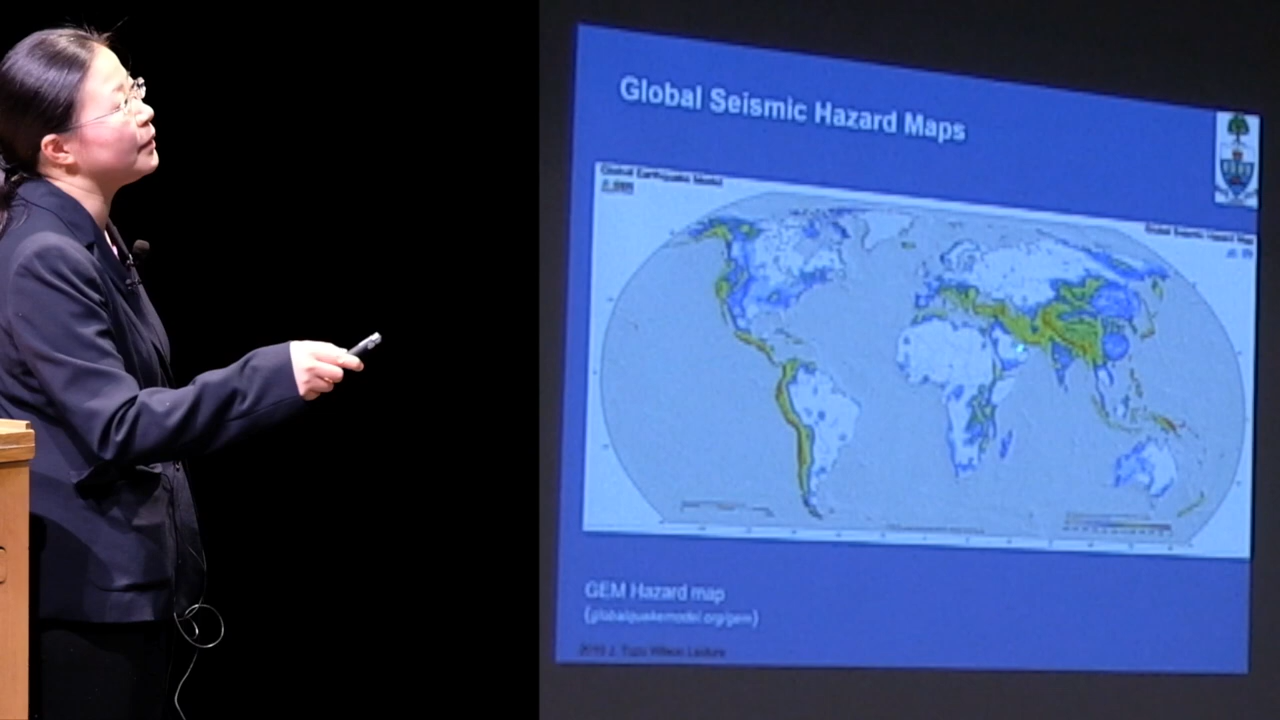 Global Seismic Hazard Maps
Global Earthquake Model
Global Seismic Hazard Map
GEM Hazard map
(globalquakemodel.org/gem)
J. Tuzo Wilson Lecture